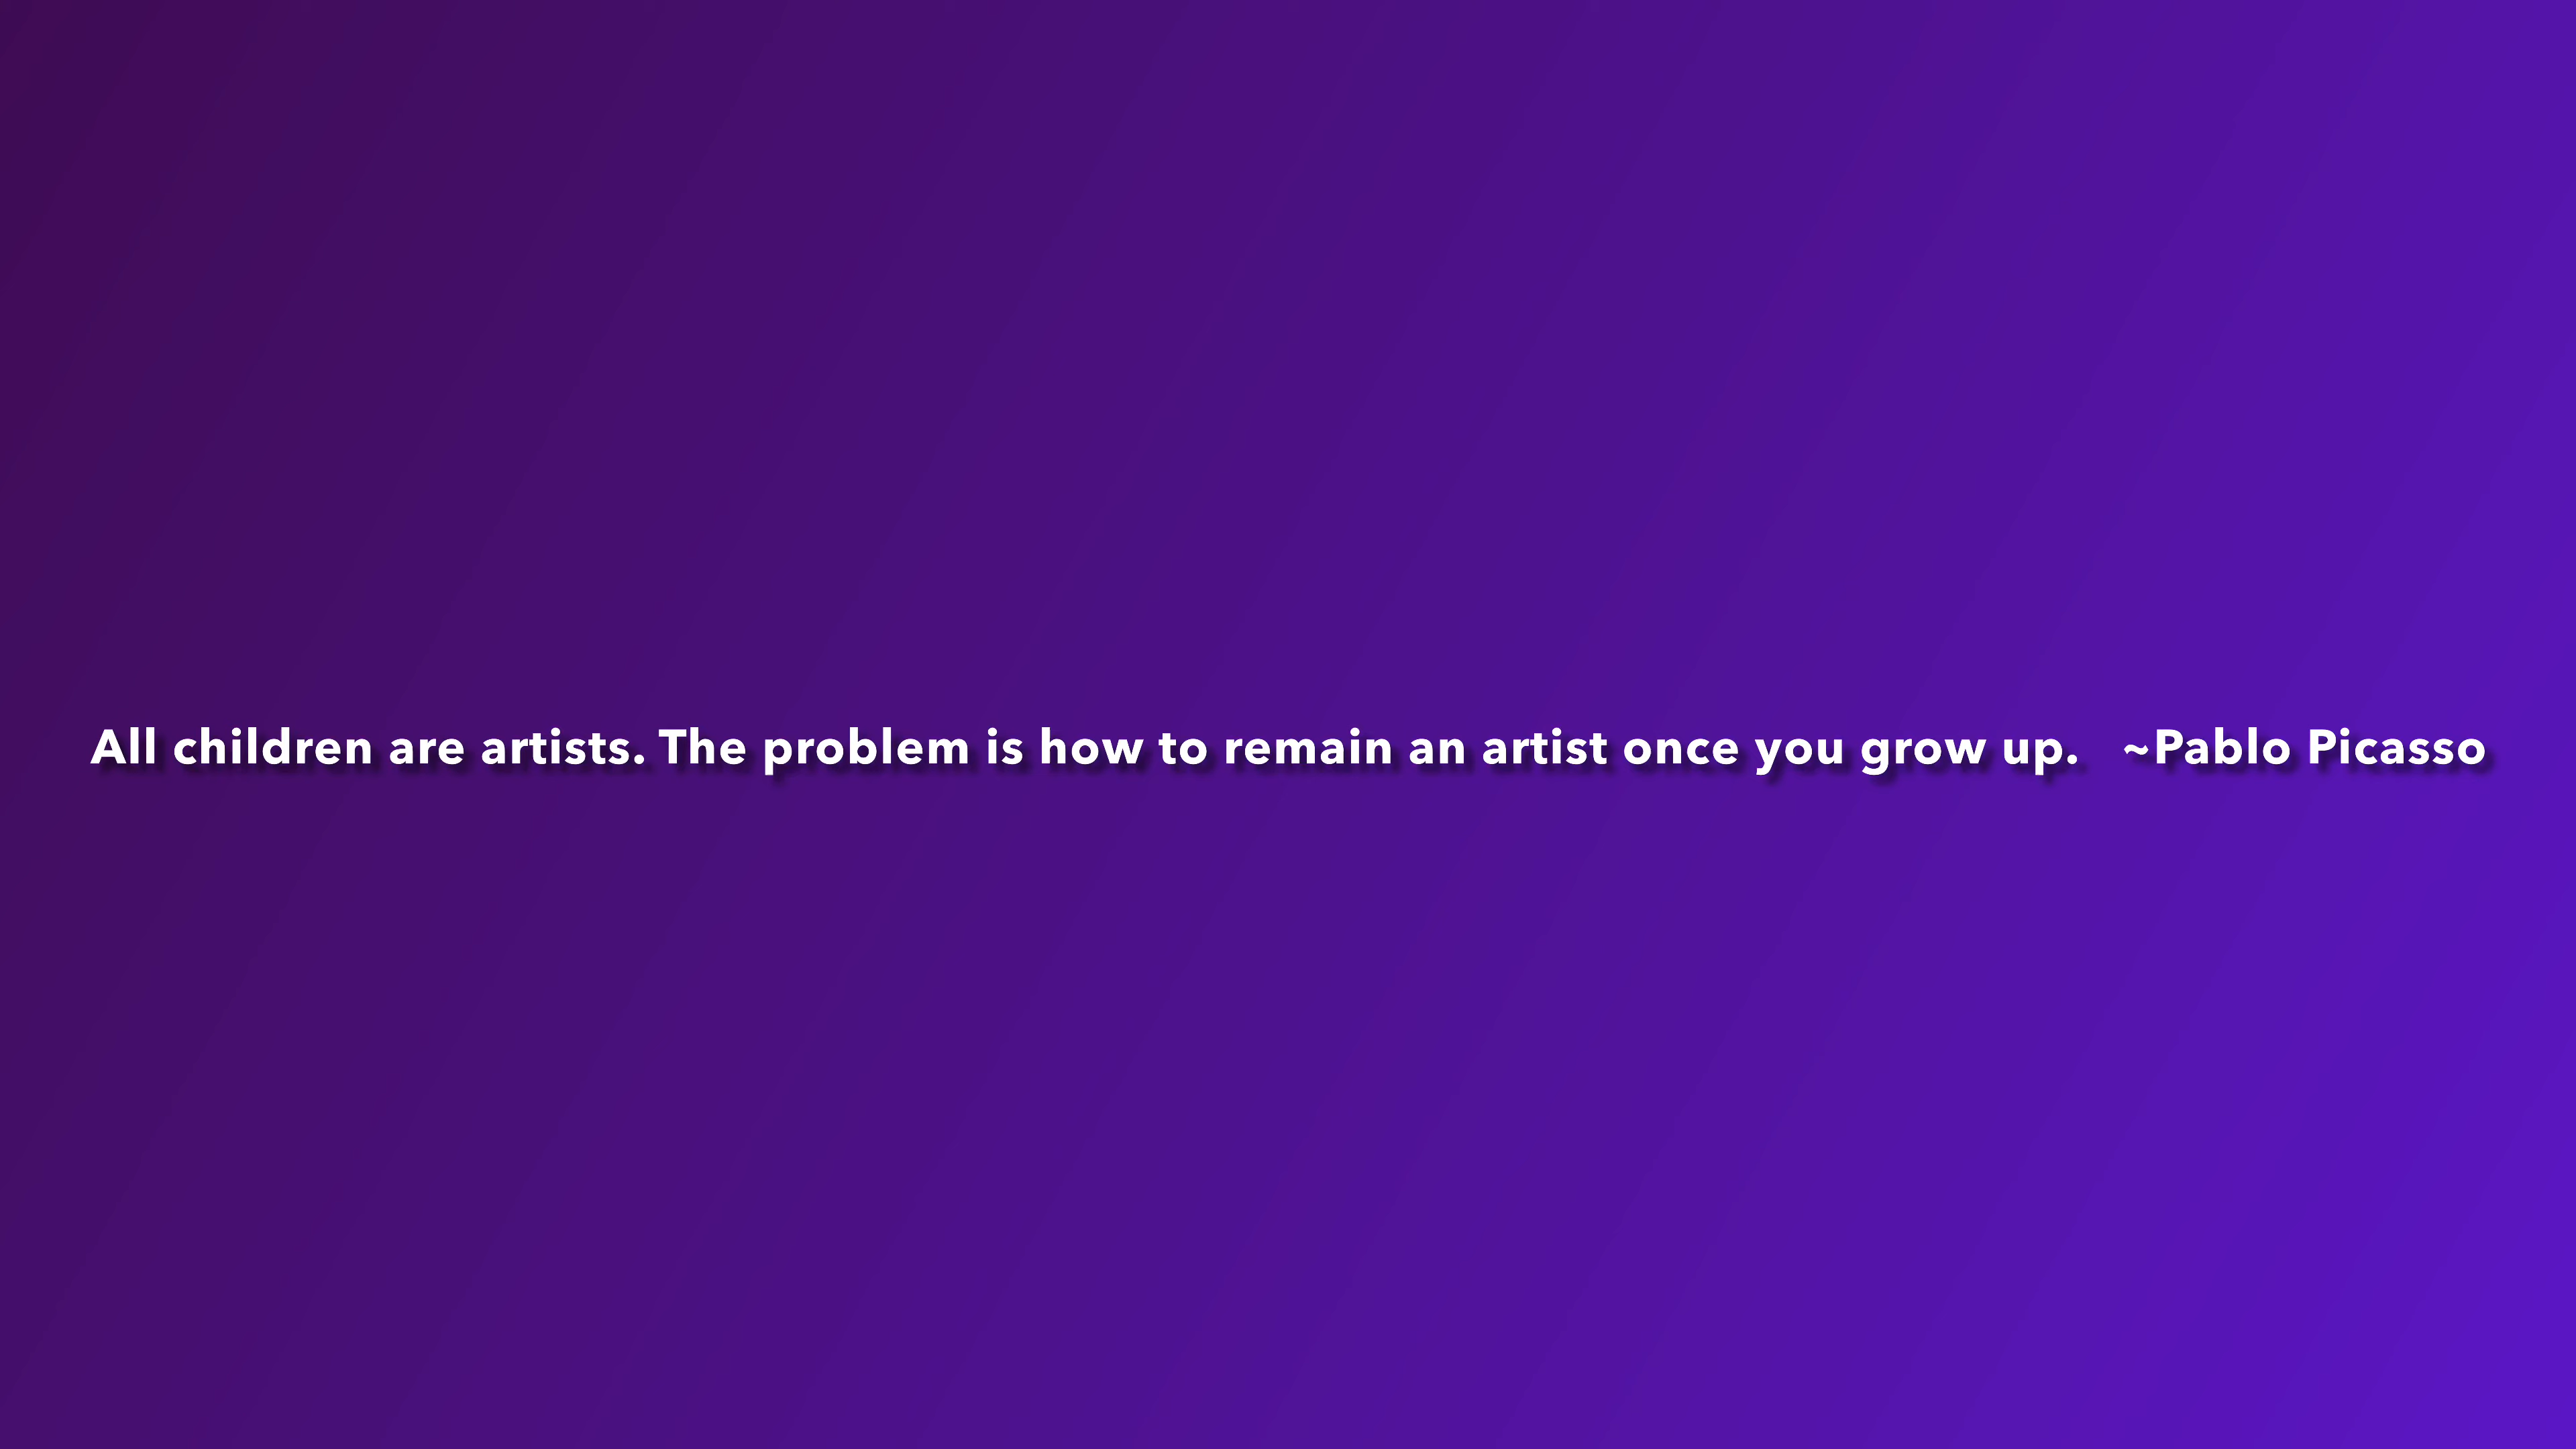 All children are artists. The problem is how to remain an artist once you grow up.   ~Pablo Picasso